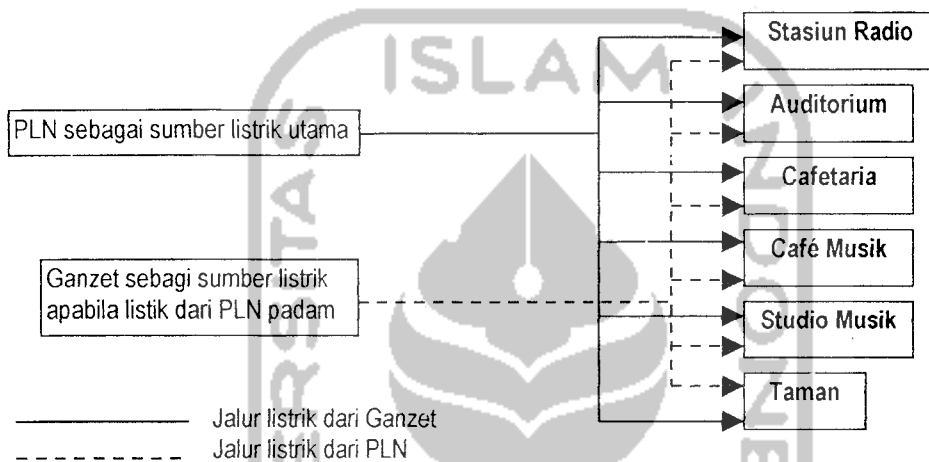 ISLAM
Stasiun Radio
Auditorium
PLN sebagai sumber listrik utama
Cafetaria
Café Musik
Ganzet sebagi sumber listrik
apabila listik dari PLN padam
Studio Musik
Taman
Jalur listrik dari Ganzet
Jalur listrik dari PLN